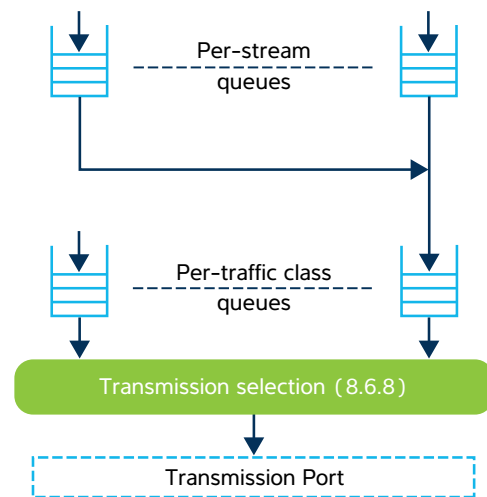 Per-stream
queues
Per-traffic class
queues
Transmission selection (8.6.8)
Transmission Port